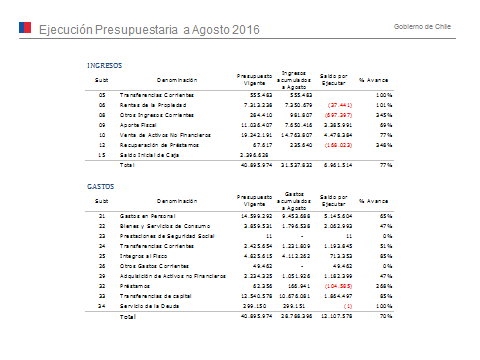 Ejecución Presupuestaria a Agosto 2016
Gobierno de Chile
INGRESOS
Subt Denominación Presupuesto Vigente Ingresos acumulados a Agosto Saldo por Ejecutar % Avance
05 Transferencias Corrientes 555.483 555.483 100%
06 Rentas de la Propiedad 7.313.238 7.350.679 (37.441) 101%
08 Otros Ingresos Corrientes 284.410 981.807 (697.397) 345%
09 Aporte Fiscal 11.036.407 7.650.416 3.385.991 69%
10 Venta de Activos No Financieros 19.242.191 14.763.807 4.478.384 77%
12 Recuperación de Préstamos 67.617 235.640 (168.023) 348%
15 Saldo Inicial de Caja 2.396.628
Total 40.895.974 31.537.832 6.961.514 77%
GASTOS
Subt Denominación Presupuesto Vigente Gastos acumulados a Agosto Saldo por Ejecutar % Avance
21 Gastos en Personal 14.599.292 9.453.688 5.145.604 65%
22 Bienes y Servicios de Consumo 3.859.531 1.796.538 2.062.993 47%
23 Prestaciones de Seguridad Social 11 - 11 0%
24 Transferencias Corrientes 2.425.654 1.231.809 1.193.845 51%
25 Integros al Fisco 4.825.615 4.112.262 713.353 85%
26 Otros Gastos Corrientes 49.462 - 49.462 0%
29 Adquisición de Activos no Financieros 2.234.325 1.051.926 1.182.399 47%
32 Préstamos 62.356 166.941 (104.585) 268%
33 Transferencias de capital 12.540.578 10.676.081 1.864.497 85%
34 Servicio de la Deuda 299.150 299.151 (1) 100%
Total 40.895.974 28.788.396 12.107.578 70%